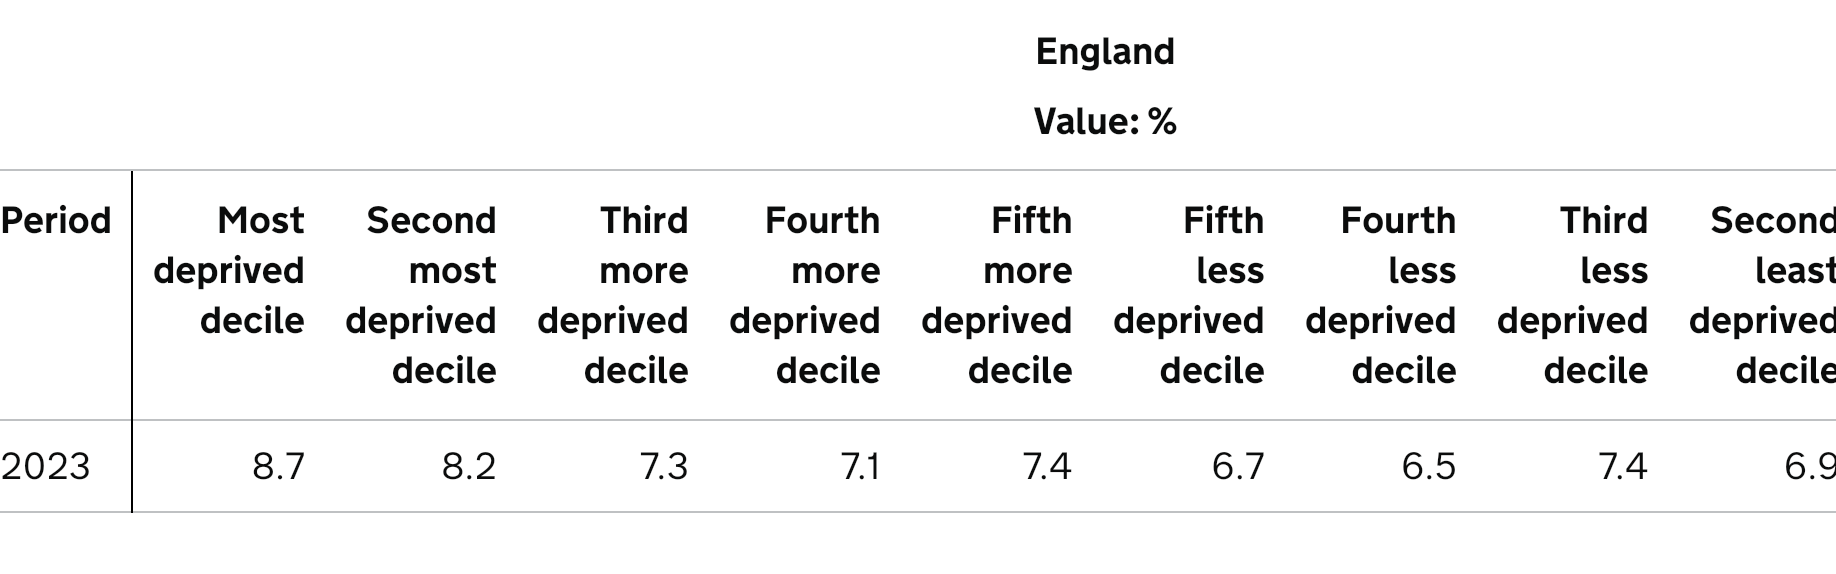 England
Value: %
Period Most Second Third Fourth Fifth Fifth Fourth Third Second
deprived most more more more less less less least
decile deprived deprived deprived deprived deprived deprived deprived deprived
decile decile decile decile decile decile decile decile
2023 8.7 8.2 7.3 7.1 7.4 6.7 6.5 7.4 6.9